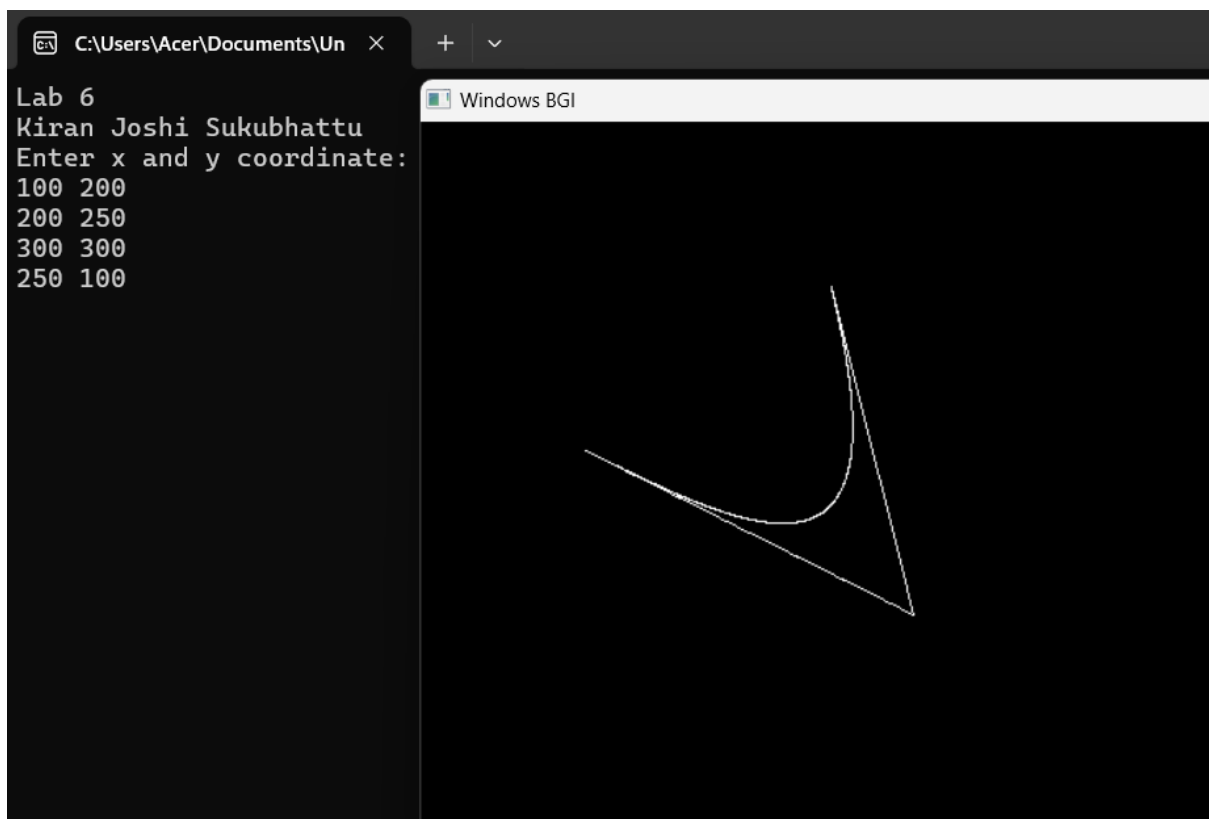 C:\Users\Acer\Documents\Un
Lab 6
Kiran Joshi Sukubhattu
Enter x and y coordinate:
100 200
200 250
300 300
250 100
Windows BGI